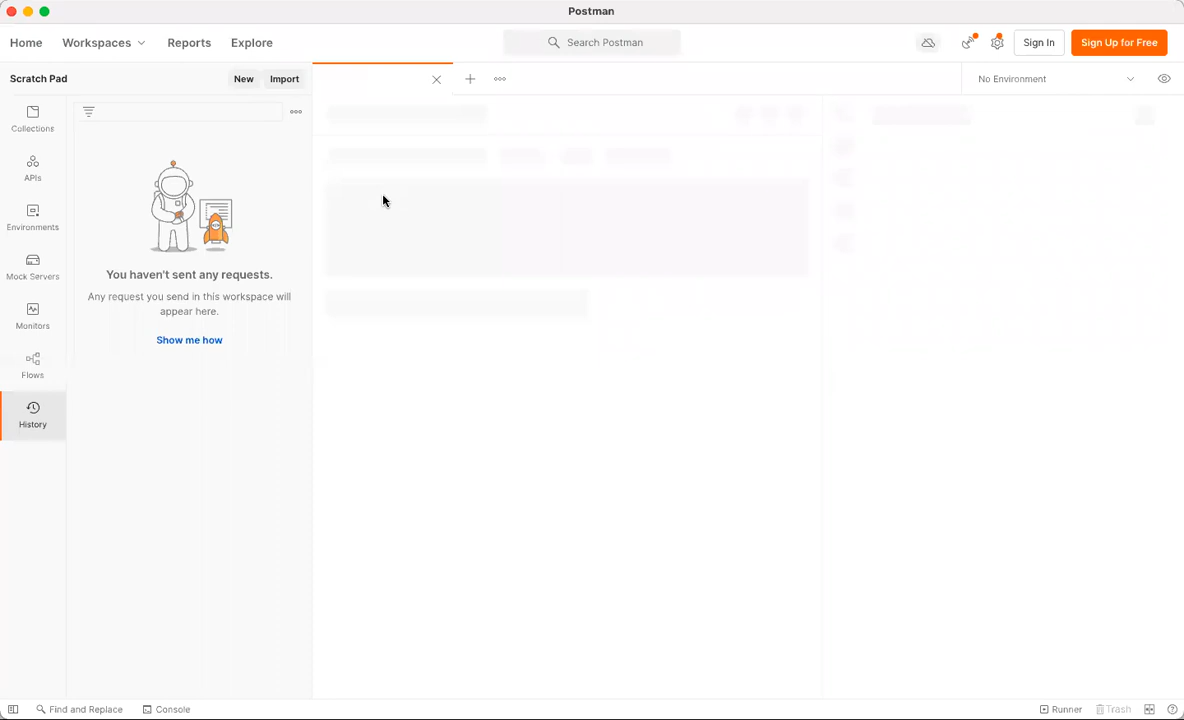 Postman
Home
Workspaces
Reports
Explore
Search Postman
Sign In
Sign Up for Free
Scratch Pad
New
Import
No Environment
Collections
APIs
Environments
Mock Servers
Monitors
Flows
History
You haven't sent any requests.
Any request you send in this workspace will
appear here.
Show me how
Find and Replace
Console
Runner
Trash